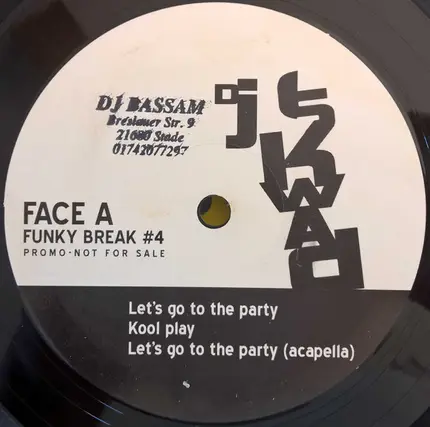 DJ BASSAM
Breslauer Str. 9
21680 Stade
01742077297
dj
SKWAD
FACE A
FUNKY BREAK #4
PROMO-NOT FOR SALE
Let's go to the party
Kool play
Let's go to the party (acapella)